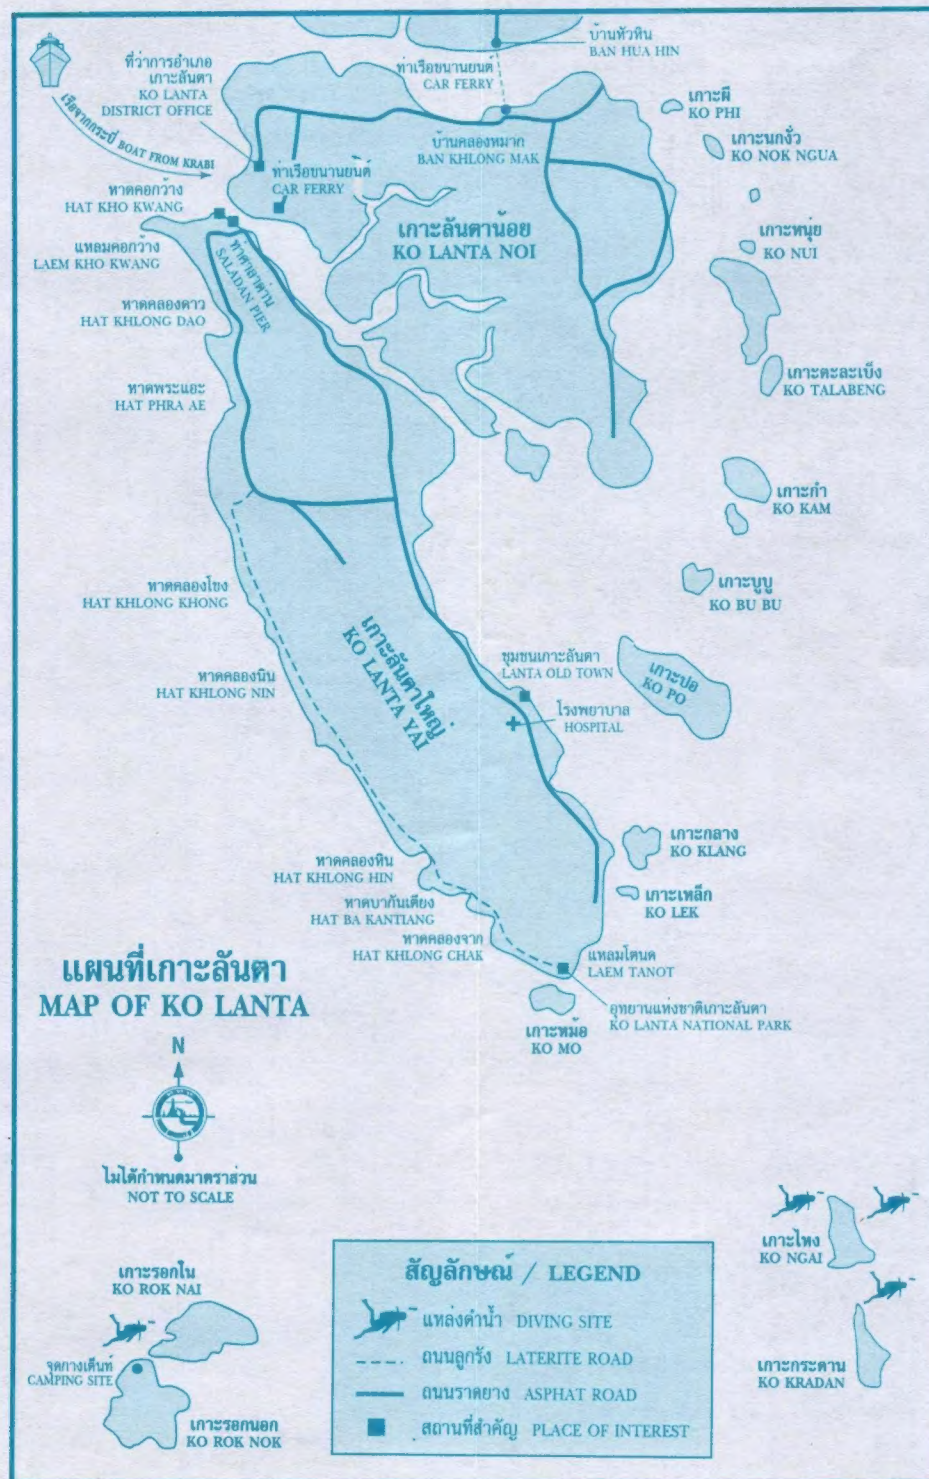 บ้านหัวหิน
BAN HUA HIN
ที่ว่าการอำเภอ
เกาะลันตา
KO LANTA
DISTRICT OFFICE
ท่าเรือขนานยนต์
CAR FERRY
เกาะผี
KO PHI
เรือจากกระบี่ BOAT FROM KRABI
บ้านคลองหมาก
BAN KHLONG MAK
เกาะนกงั่ว
KO NOK NGUA
ท่าเรือขนานยนต์
CAR FERRY
หาดคอกว้าง
HAT KHO KWANG
เกาะลันตาน้อย
KO LANTA NOI
เกาะหนุ่ย
KO NUI
แหลมคอกว้าง
LAEM KHO KWANG
ท่าศาลาด่าน
SALADAN PIER
หาดคลองดาว
HAT KHLONG DAO
หาดพระแอะ
HAT PHRA AE
เกาะตะละเบ็ง
KO TALABENG
เกาะกำ
KO KAM
หาดคลองโขง
HAT KHLONG KHONG
เกาะบูบู
KO BU BU
เกาะลันตาใหญ่
KO LANTA YAI
หาดคลองนิน
HAT KHLONG NIN
ชุมชนเกาะลันตา
LANTA OLD TOWN
เกาะปอ
KO PO
โรงพยาบาล
HOSPITAL
เกาะกลาง
KO KLANG
หาดคลองหิน
HAT KHLONG HIN
เกาะเหล็ก
KO LEK
หาดบากันเตียง
HAT BA KANTIANG
หาดคลองจาก
HAT KHLONG CHAK
แหลมโตนด
LAEM TANOT
อุทยานแห่งชาติเกาะลันตา
KO LANTA NATIONAL PARK
เกาะหม้อ
KO MO
แผนที่เกาะลันตา
MAP OF KO LANTA
N
ไม่ได้กำหนดมาตราส่วน
NOT TO SCALE
เกาะไหง
KO NGAI
เกาะกระดาน
KO KRADAN
เกาะรอกใน
KO ROK NAI
จุดกางเต็นท์
CAMPING SITE
เกาะรอกนอก
KO ROK NOK
สัญลักษณ์ / LEGEND
แหล่งดำน้ำ DIVING SITE
ถนนลูกรัง LATERITE ROAD
ถนนราดยาง ASPHAT ROAD
สถานที่สำคัญ PLACE OF INTEREST